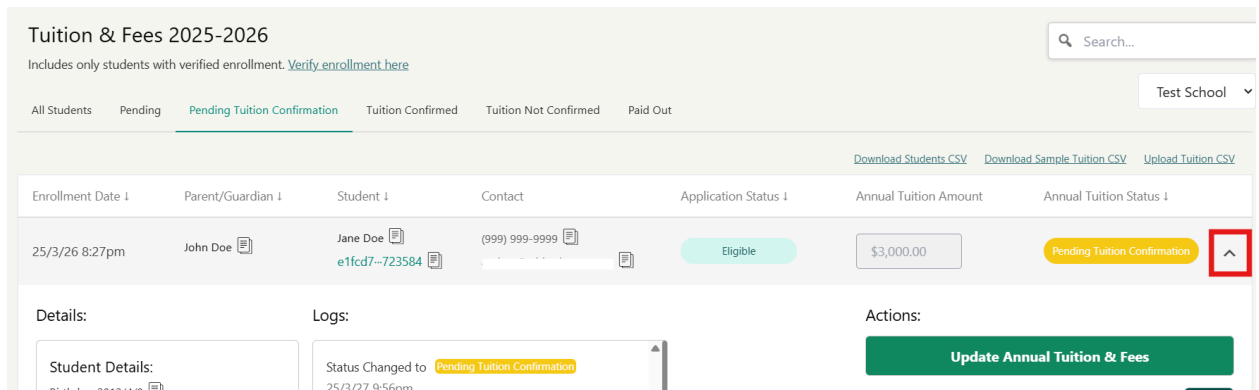 Tuition & Fees 2025-2026
Search...
Includes only students with verified enrollment. Verify enrollment here
Test School
All Students Pending Pending Tuition Confirmation Tuition Confirmed Tuition Not Confirmed Paid Out
Download Students CSV Download Sample Tuition CSV Upload Tuition CSV
Enrollment Date ↓ Parent/Guardian ↓ Student ↓ Contact Application Status ↓ Annual Tuition Amount Annual Tuition Status ↓
25/3/26 8:27pm John Doe Jane Doe (999) 999-9999 Eligible $3,000.00 Pending Tuition Confirmation
e1fcd7···723584
Details: Logs: Actions:
Student Details: Status Changed to Pending Tuition Confirmation Update Annual Tuition & Fees
25/3/27 9:56pm